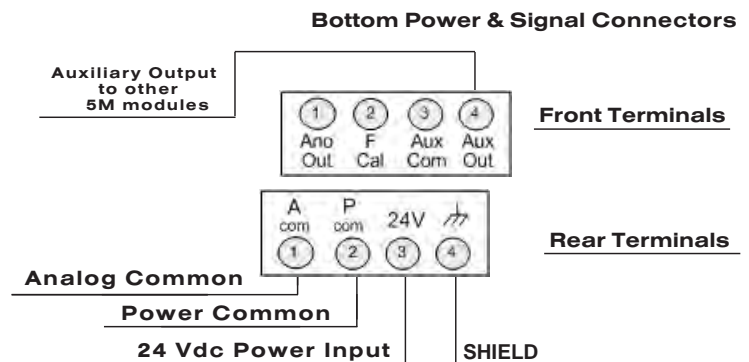 Bottom Power & Signal Connectors
Auxiliary Output
to other
5M modules
1 2 3 4
Ano F Aux Aux
Out Cal Com Out
Front Terminals
A P
com com 24V
1 2 3 4
Rear Terminals
Analog Common
Power Common
24 Vdc Power Input SHIELD